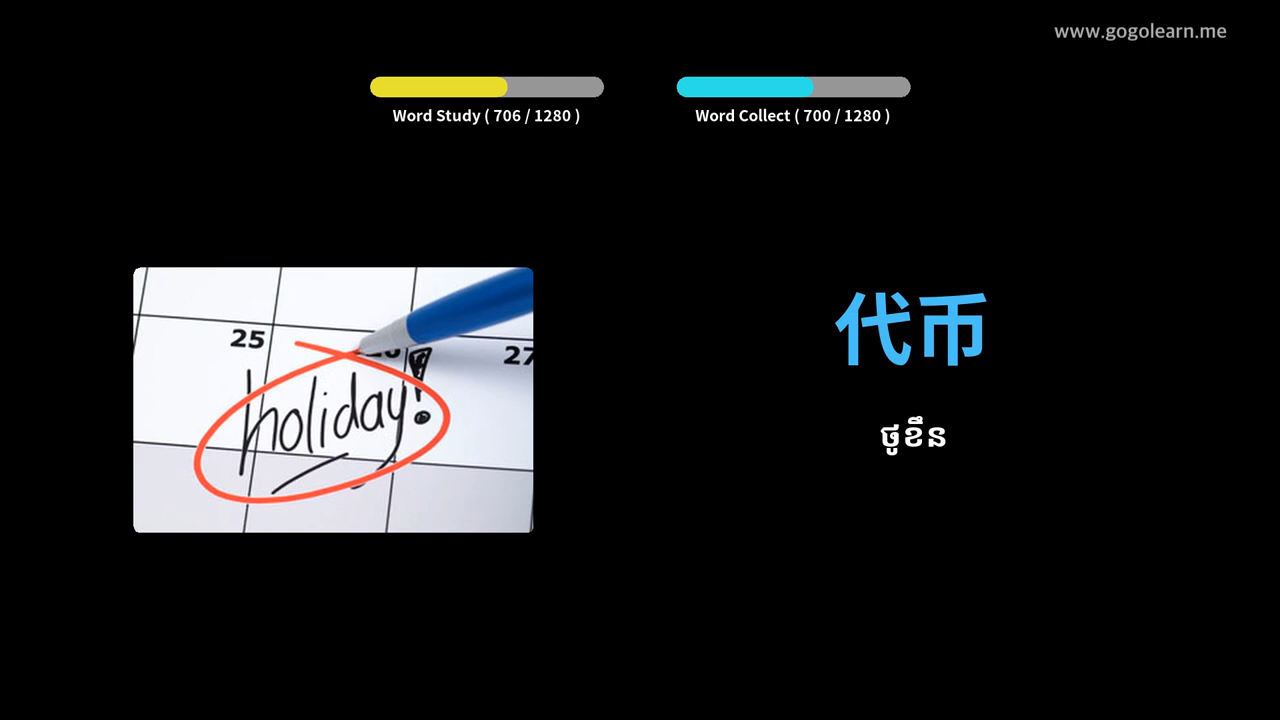 www.gogolearn.me
Word Study ( 706 / 1280 )
Word Collect ( 700 / 1280 )
25
27
holiday!
代币
ថូខឹន